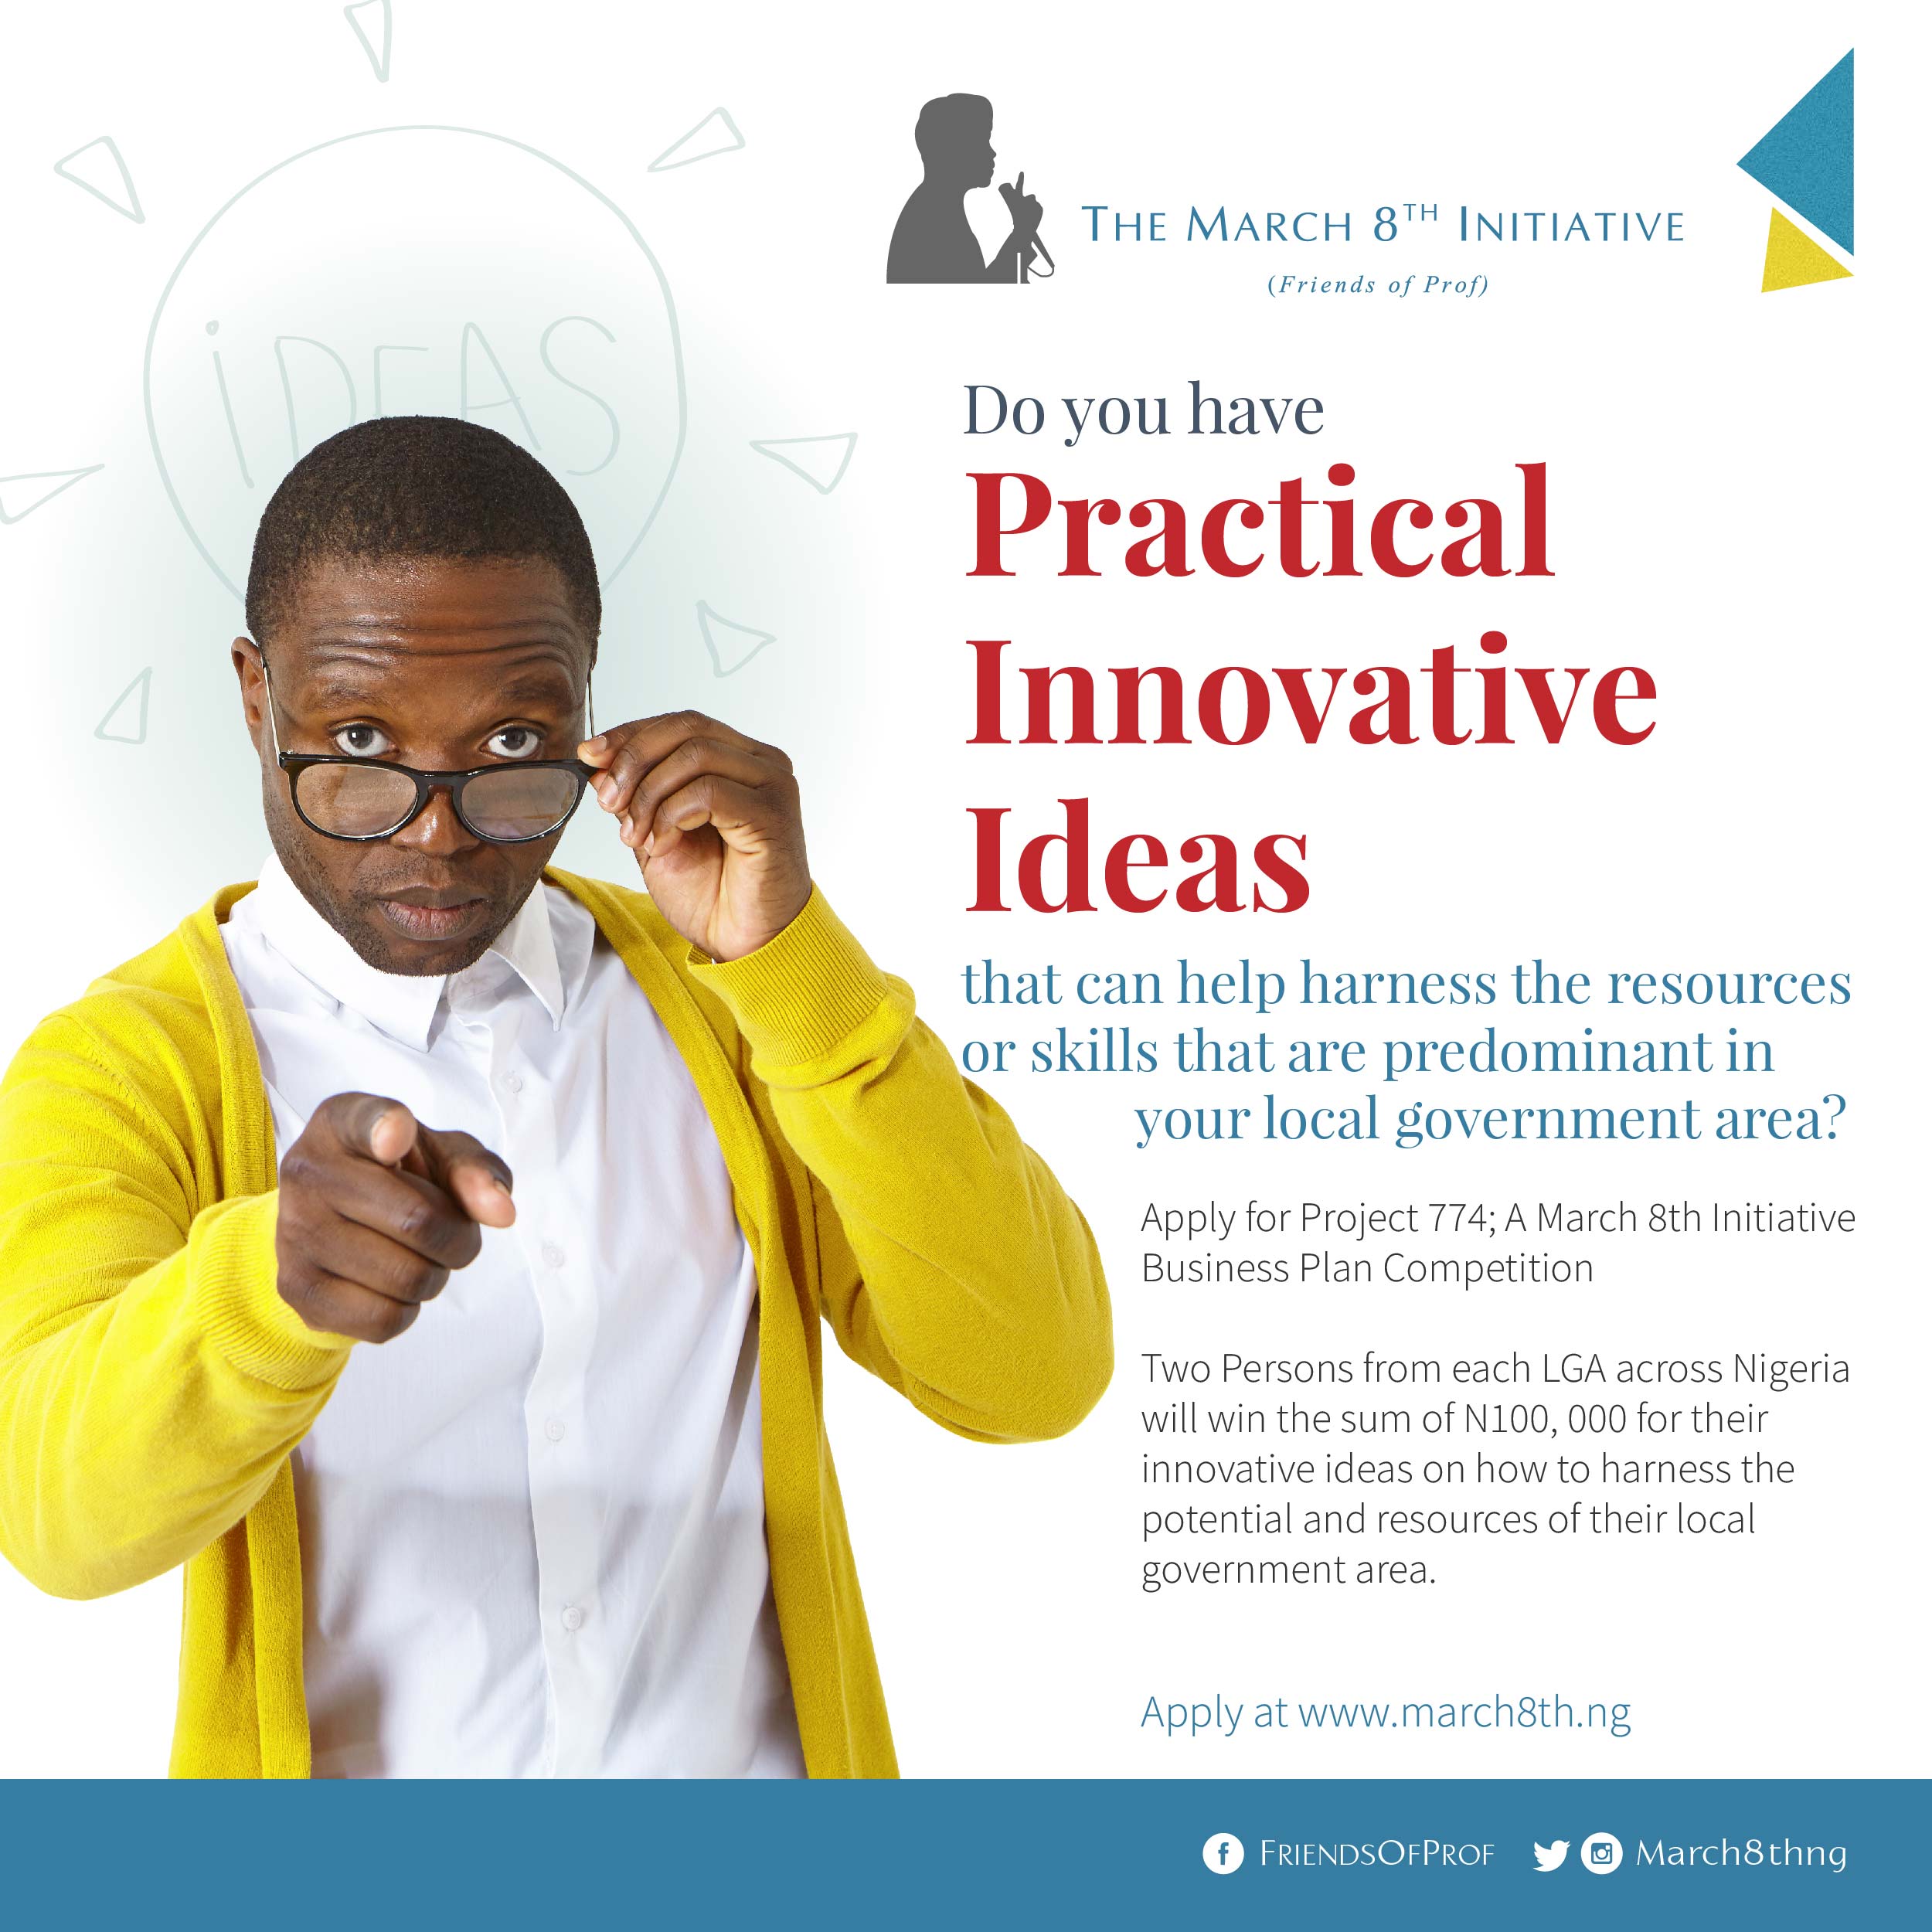 iDEAS
THE MARCH 8TH INITIATIVE
(Friends of Prof)
Do you have
Practical
Innovative
Ideas
that can help harness the resources
or skills that are predominant in
your local government area?
Apply for Project 774; A March 8th Initiative
Business Plan Competition
Two Persons from each LGA across Nigeria
will win the sum of N100, 000 for their
innovative ideas on how to harness the
potential and resources of their local
government area.
Apply at www.march8th.ng
FRIENDSOFPROF March8thng